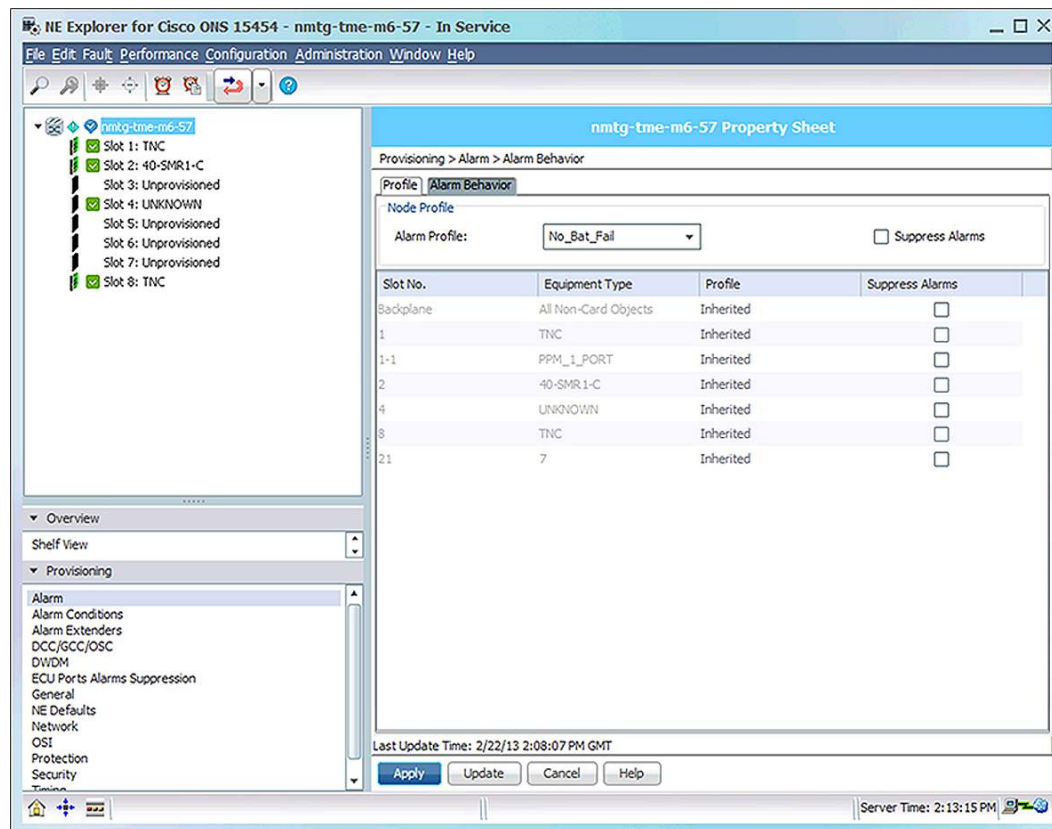 NE Explorer for Cisco ONS 15454 - nmtg-tme-m6-57 - In Service
File Edit Fault Performance Configuration Administration Window Help
nmtg-tme-m6-57
Slot 1: TNC
Slot 2: 40-SMR1-C
Slot 3: Unprovisioned
Slot 4: UNKNOWN
Slot 5: Unprovisioned
Slot 6: Unprovisioned
Slot 7: Unprovisioned
Slot 8: TNC
Overview
Shelf View
Provisioning
Alarm
Alarm Conditions
Alarm Extenders
DCC/GCC/OSC
DWDM
ECU Ports Alarms Suppression
General
NE Defaults
Network
OSI
Protection
Security
Timing
nmtg-tme-m6-57 Property Sheet
Provisioning > Alarm > Alarm Behavior
Profile Alarm Behavior
Node Profile
Alarm Profile: No_Bat_Fail Suppress Alarms
Slot No. Equipment Type Profile Suppress Alarms
Backplane All Non-Card Objects Inherited
1 TNC Inherited
1-1 PPM_1_PORT Inherited
2 40-SMR1-C Inherited
4 UNKNOWN Inherited
8 TNC Inherited
21 7 Inherited
Last Update Time: 2/22/13 2:08:07 PM GMT
Apply Update Cancel Help
Server Time: 2:13:15 PM